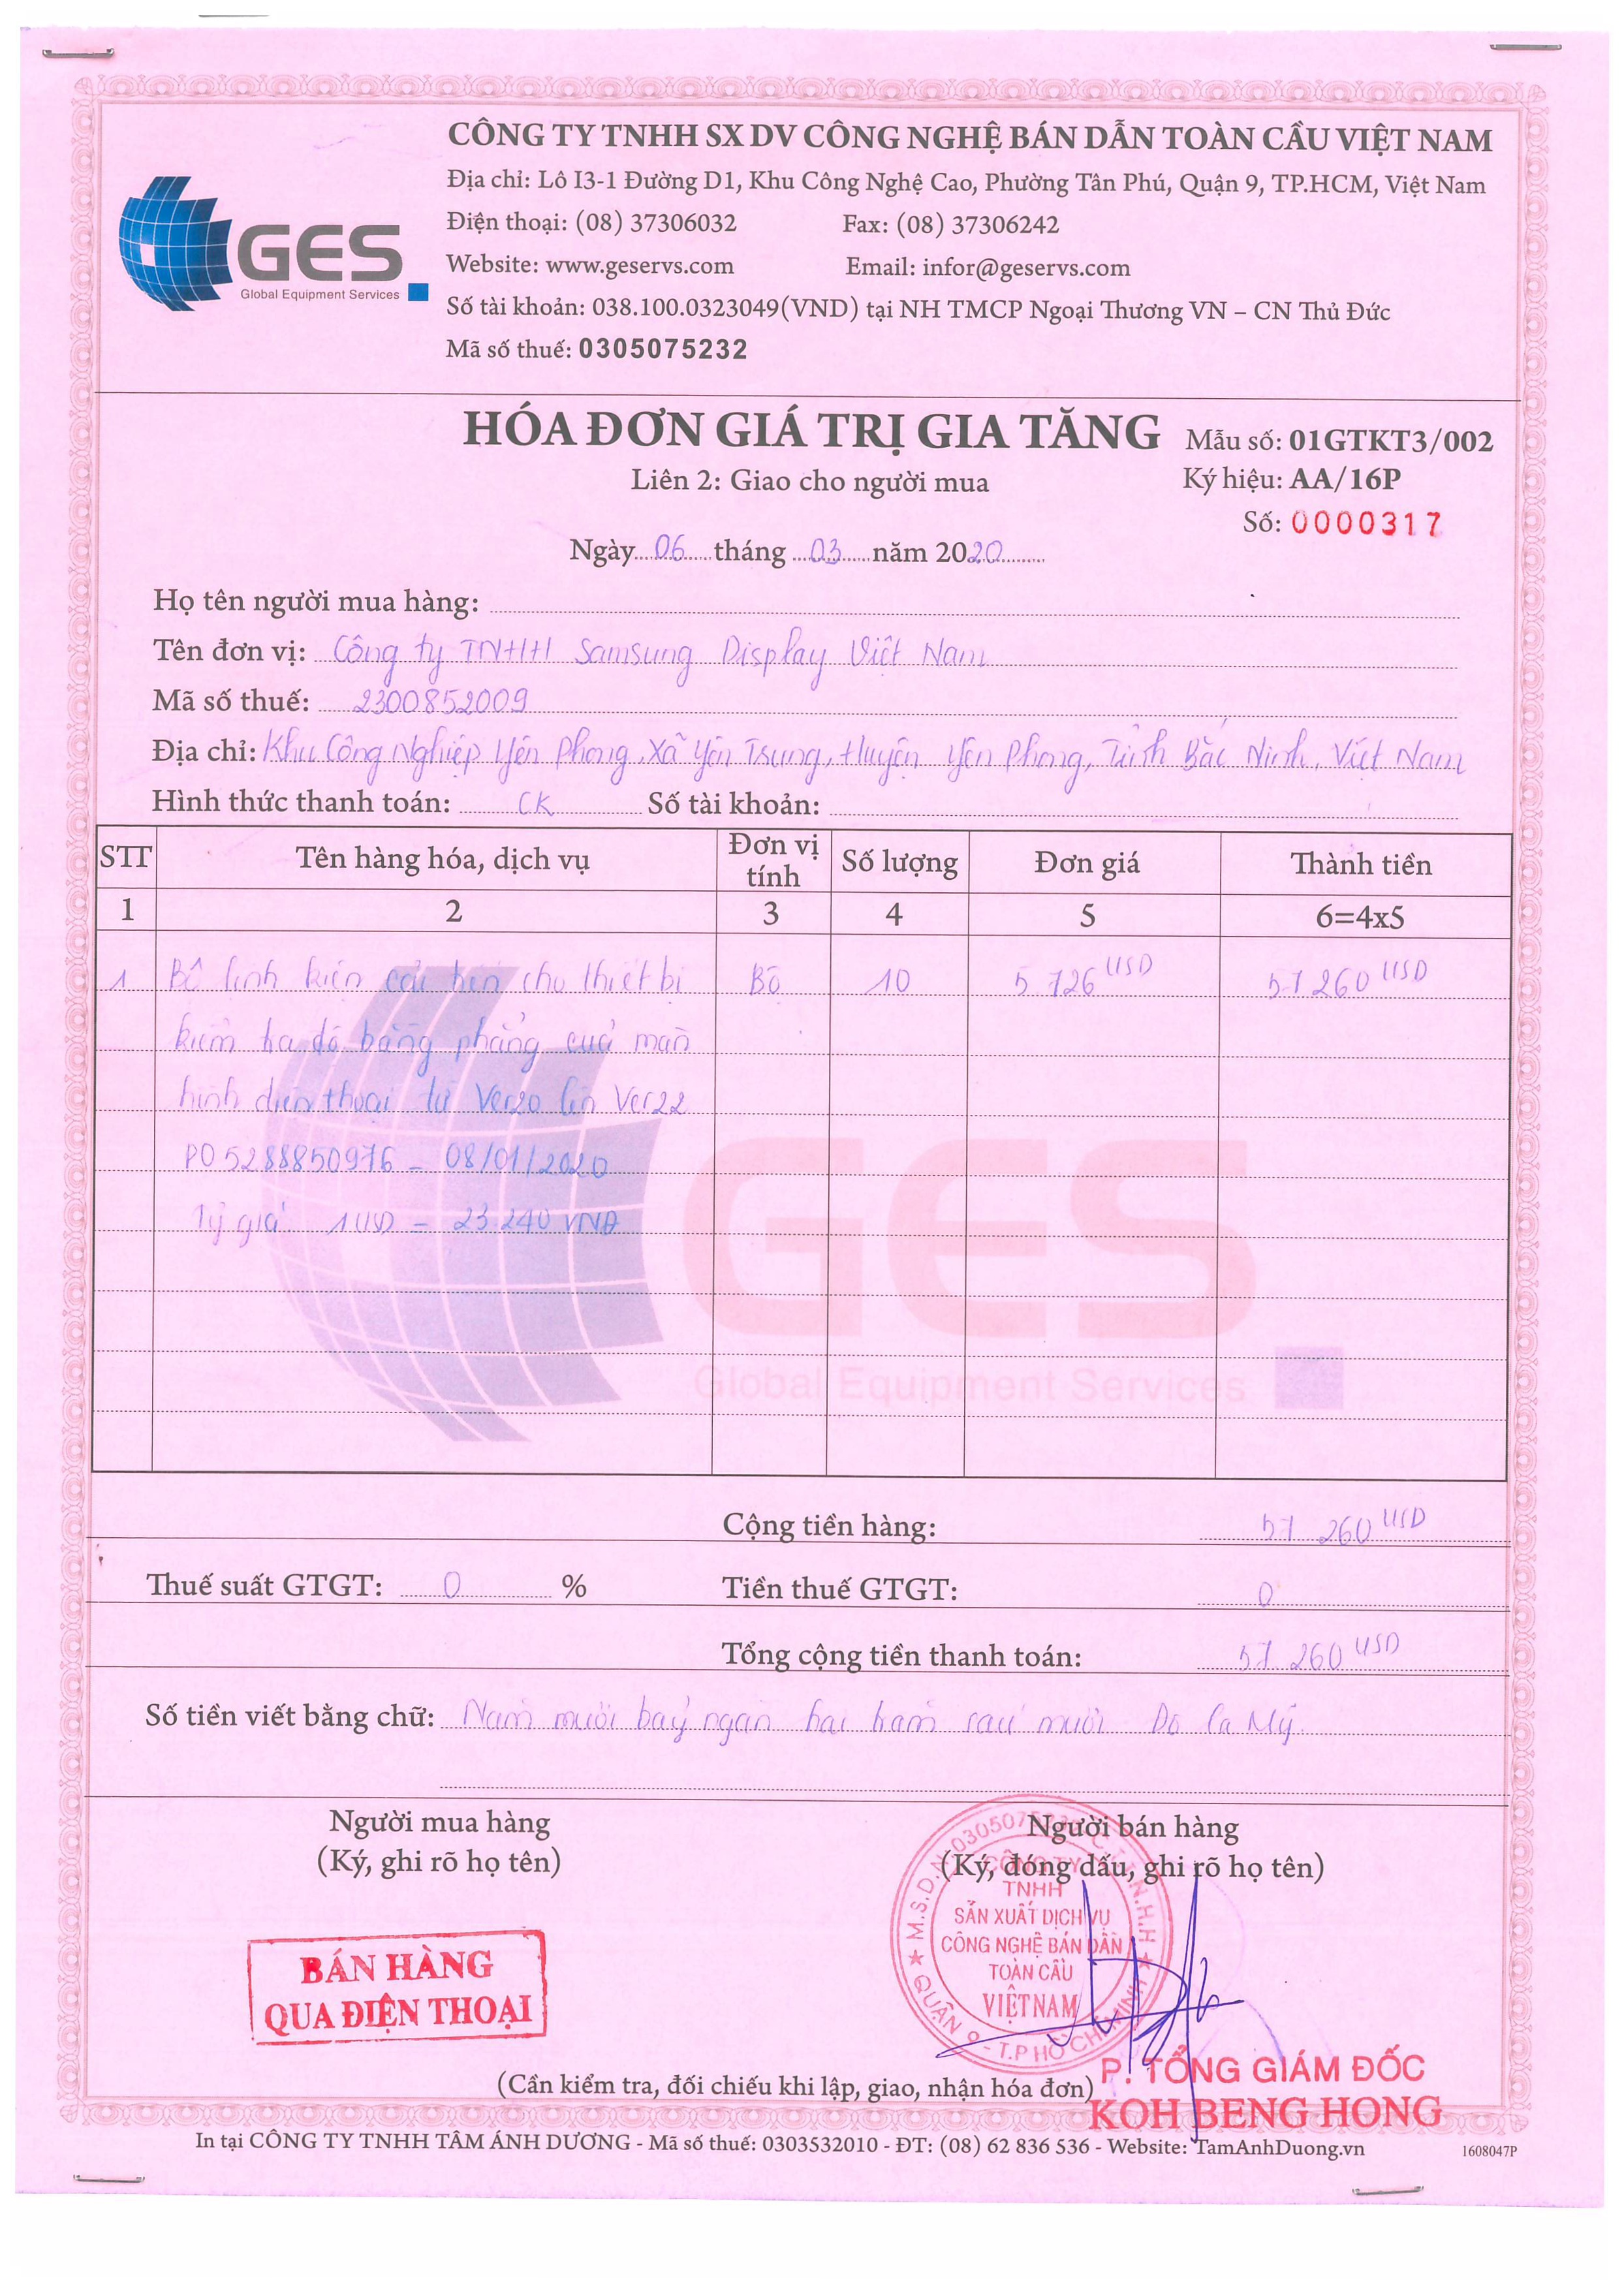 CÔNG TY TNHH SX DV CÔNG NGHỆ BÁN DẪN TOÀN CẦU VIỆT NAM
Địa chỉ: Lô I3-1 Đường D1, Khu Công Nghệ Cao, Phường Tân Phú, Quận 9, TP.HCM, Việt Nam
Điện thoại: (08) 37306032 Fax: (08) 37306242
GES
Global Equipment Services
Website: www.geservs.com Email: infor@geservs.com
Số tài khoản: 038.100.0323049(VND) tại NH TMCP Ngoại Thương VN – CN Thủ Đức
Mã số thuế: 0305075232
HÓA ĐƠN GIÁ TRỊ GIA TĂNG
Mẫu số: 01GTKT3/002
Liên 2: Giao cho người mua
Ký hiệu: AA/16P
Số: 0000317
Ngày 06 tháng 03 năm 2020
Họ tên người mua hàng:
Tên đơn vị: Công ty TNHH Samsung Display Việt Nam
Mã số thuế: 2300852009
Địa chỉ: Khu Công Nghiệp Yên Phong, Xã Yên Trung, Huyện Yên Phong, Tỉnh Bắc Ninh, Việt Nam
Hình thức thanh toán: CK Số tài khoản:
STT Tên hàng hóa, dịch vụ Đơn vị tính Số lượng Đơn giá Thành tiền
1 2 3 4 5 6=4x5
1 Bộ linh kiện cải tiến cho thiết bị Bộ 10 5.726 USD 57.260 USD
kiểm tra độ bằng phẳng của màn
hình điện thoại từ Ver20 lên Ver22
PO 5288850976 - 08/01/2020
Tỷ giá: 1 USD = 23.240 VNĐ
GES
Global Equipment Services
Cộng tiền hàng: 57.260 USD
Thuế suất GTGT: 0 % Tiền thuế GTGT: 0
Tổng cộng tiền thanh toán: 57.260 USD
Số tiền viết bằng chữ: Năm mươi bảy ngàn hai trăm sáu mươi Đô La Mỹ.
Người mua hàng
(Ký, ghi rõ họ tên)
Người bán hàng
(Ký, đóng dấu, ghi rõ họ tên)
CÔNG TY
TNHH
SẢN XUẤT DỊCH VỤ
CÔNG NGHỆ BÁN DẪN
TOÀN CẦU
VIỆT NAM
QUẬN 9 - T.P HỒ CHÍ MINH
BÁN HÀNG
QUA ĐIỆN THOẠI
(Cần kiểm tra, đối chiếu khi lập, giao, nhận hóa đơn)
P. TỔNG GIÁM ĐỐC
KOH BENG HONG
In tại CÔNG TY TNHH TÂM ÁNH DƯƠNG - Mã số thuế: 0303532010 - ĐT: (08) 62 836 536 - Website: TamAnhDuong.vn
1608047P